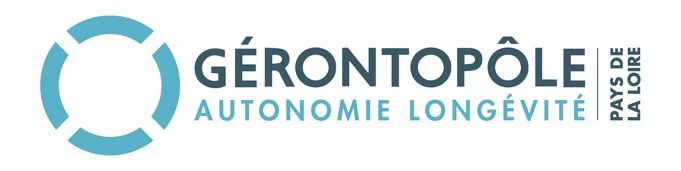 GÉRONTOPÔLE
AUTONOMIE LONGÉVITÉ
PAYS DE
LA LOIRE